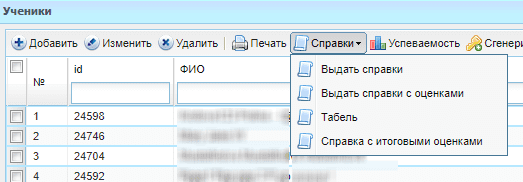 Ученики
Добавить Изменить Удалить Печать Справки Успеваемость
№ id ФИО
Выдать справки
Выдать справки с оценками
Табель
Справка с итоговыми оценками
1 24598
2 24746
3 24704
4 24592